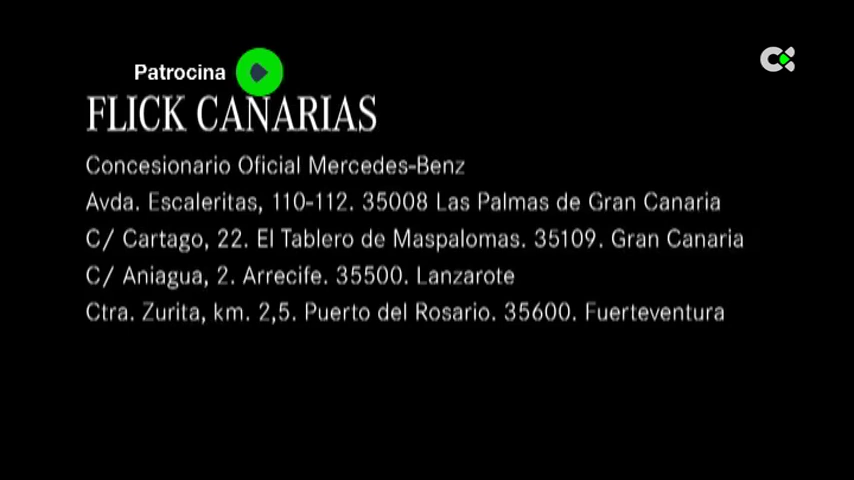 Patrocina
FLICK CANARIAS
Concesionario Oficial Mercedes-Benz
Avda. Escaleritas, 110-112. 35008 Las Palmas de Gran Canaria
C/ Cartago, 22. El Tablero de Maspalomas. 35109. Gran Canaria
C/ Aniagua, 2. Arrecife. 35500. Lanzarote
Ctra. Zurita, km. 2,5. Puerto del Rosario. 35600. Fuerteventura